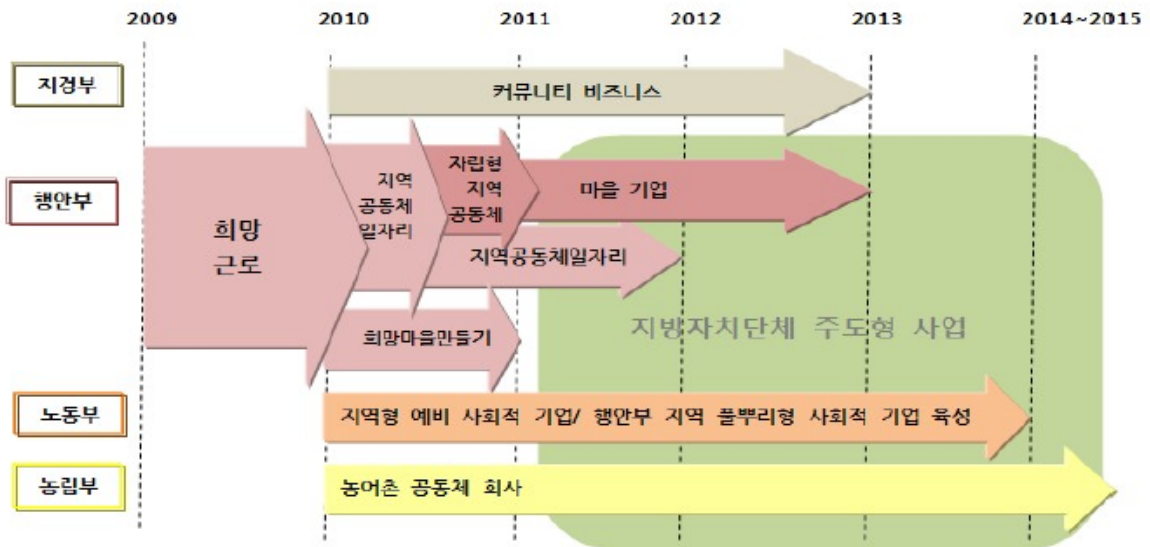 2009 2010 2011 2012 2013 2014~2015
지경부
커뮤니티 비즈니스
행안부
희망
근로
지역
공동체
일자리
자립형
지역
공동체
마을 기업
지역공동체일자리
희망마을만들기
지방자치단체 주도형 사업
노동부
지역형 예비 사회적 기업/ 행안부 지역 풀뿌리형 사회적 기업 육성
농림부
농어촌 공동체 회사